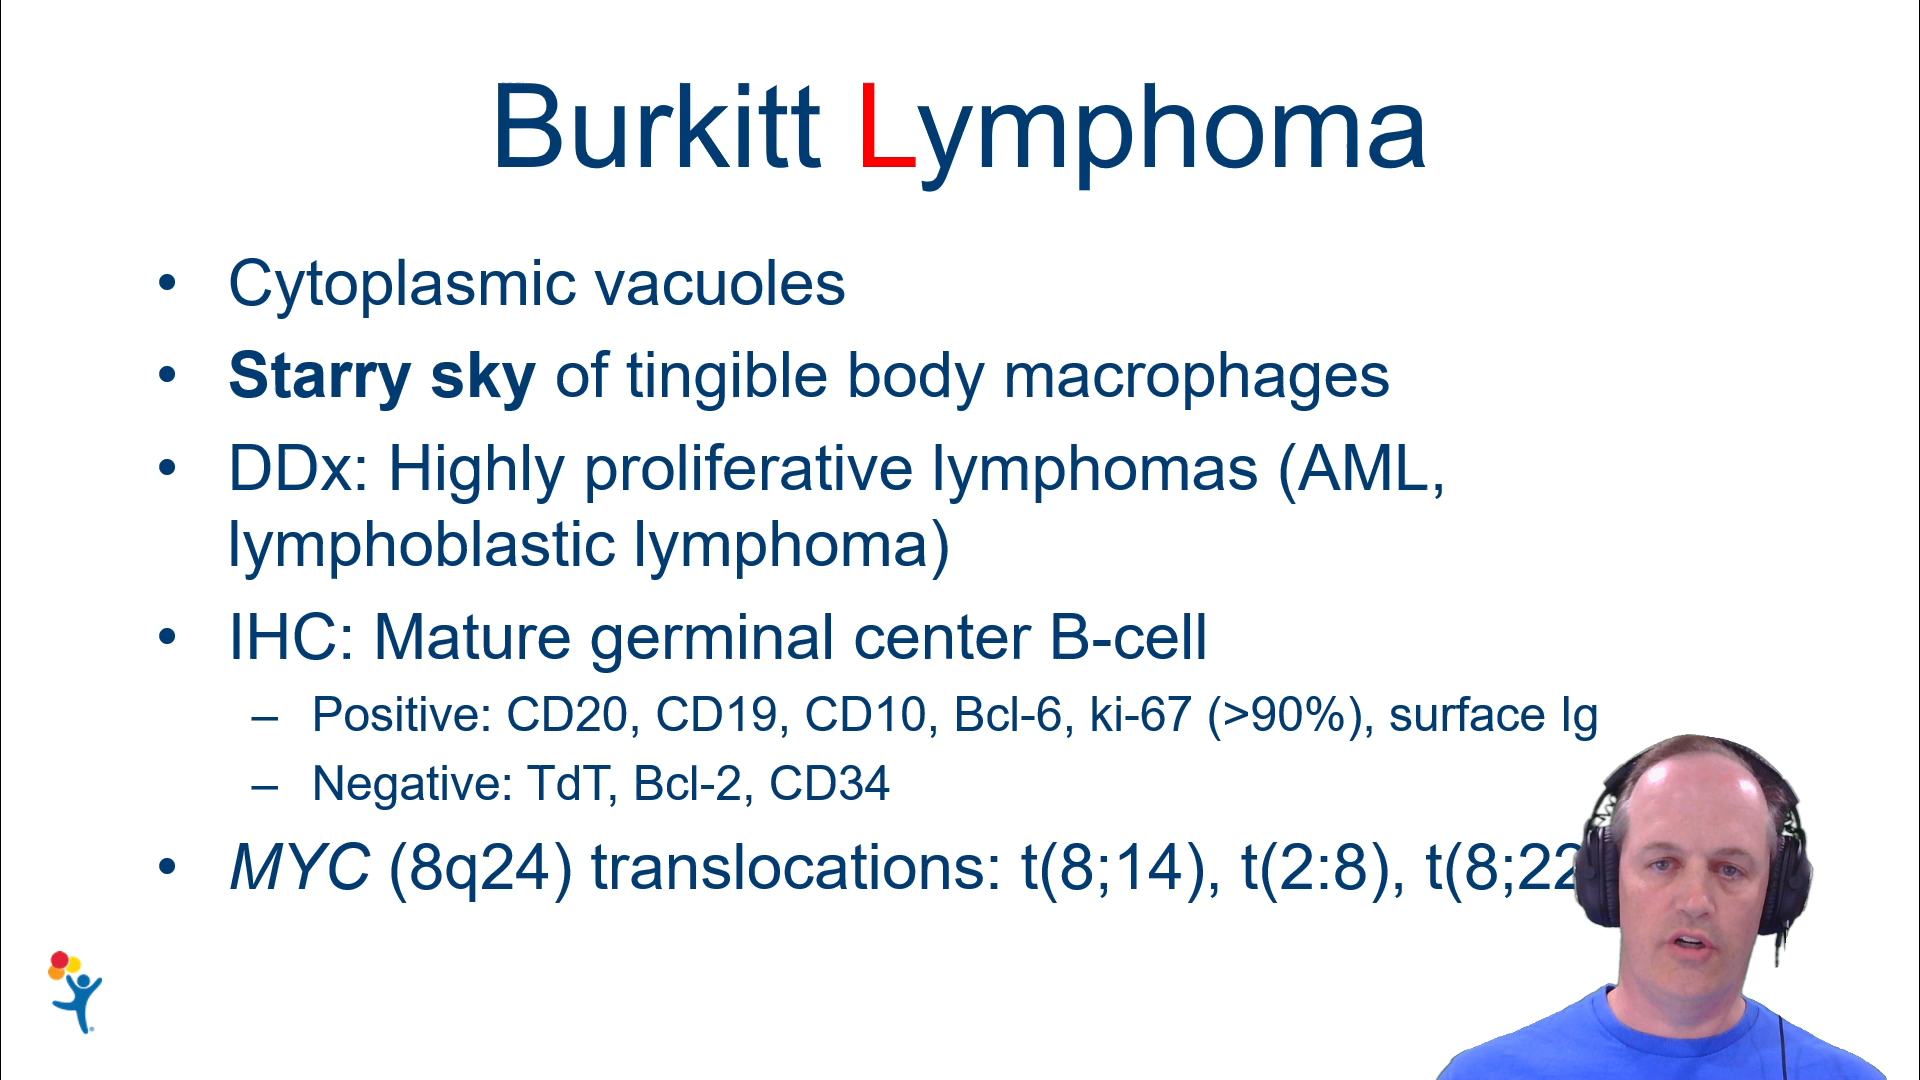 Burkitt Lymphoma
• Cytoplasmic vacuoles
• Starry sky of tingible body macrophages
• DDx: Highly proliferative lymphomas (AML,
lymphoblastic lymphoma)
• IHC: Mature germinal center B-cell
– Positive: CD20, CD19, CD10, Bcl-6, ki-67 (>90%), surface Ig
– Negative: TdT, Bcl-2, CD34
• MYC (8q24) translocations: t(8;14), t(2:8), t(8;22